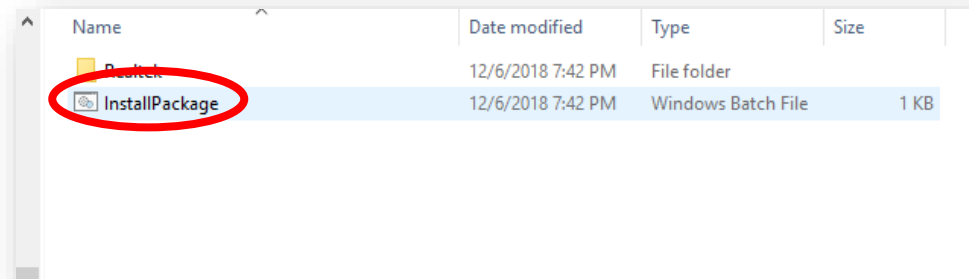 Name Date modified Type Size
Realtek 12/6/2018 7:42 PM File folder
InstallPackage 12/6/2018 7:42 PM Windows Batch File 1 KB